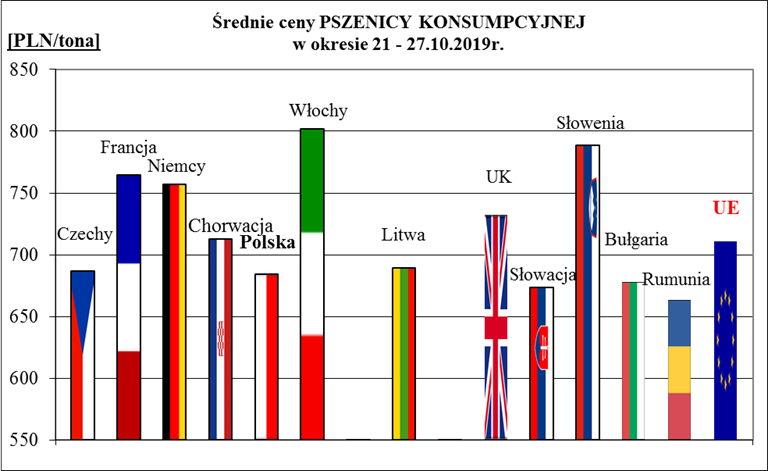 Średnie ceny PSZENICY KONSUMPCYJNEJ
w okresie 21 - 27.10.2019r.
[PLN/tona]
850
800
750
700
650
600
550
Czechy
Francja
Niemcy
Chorwacja
Polska
Włochy
Litwa
UK
Słowacja
Słowenia
Bułgaria
Rumunia
UE